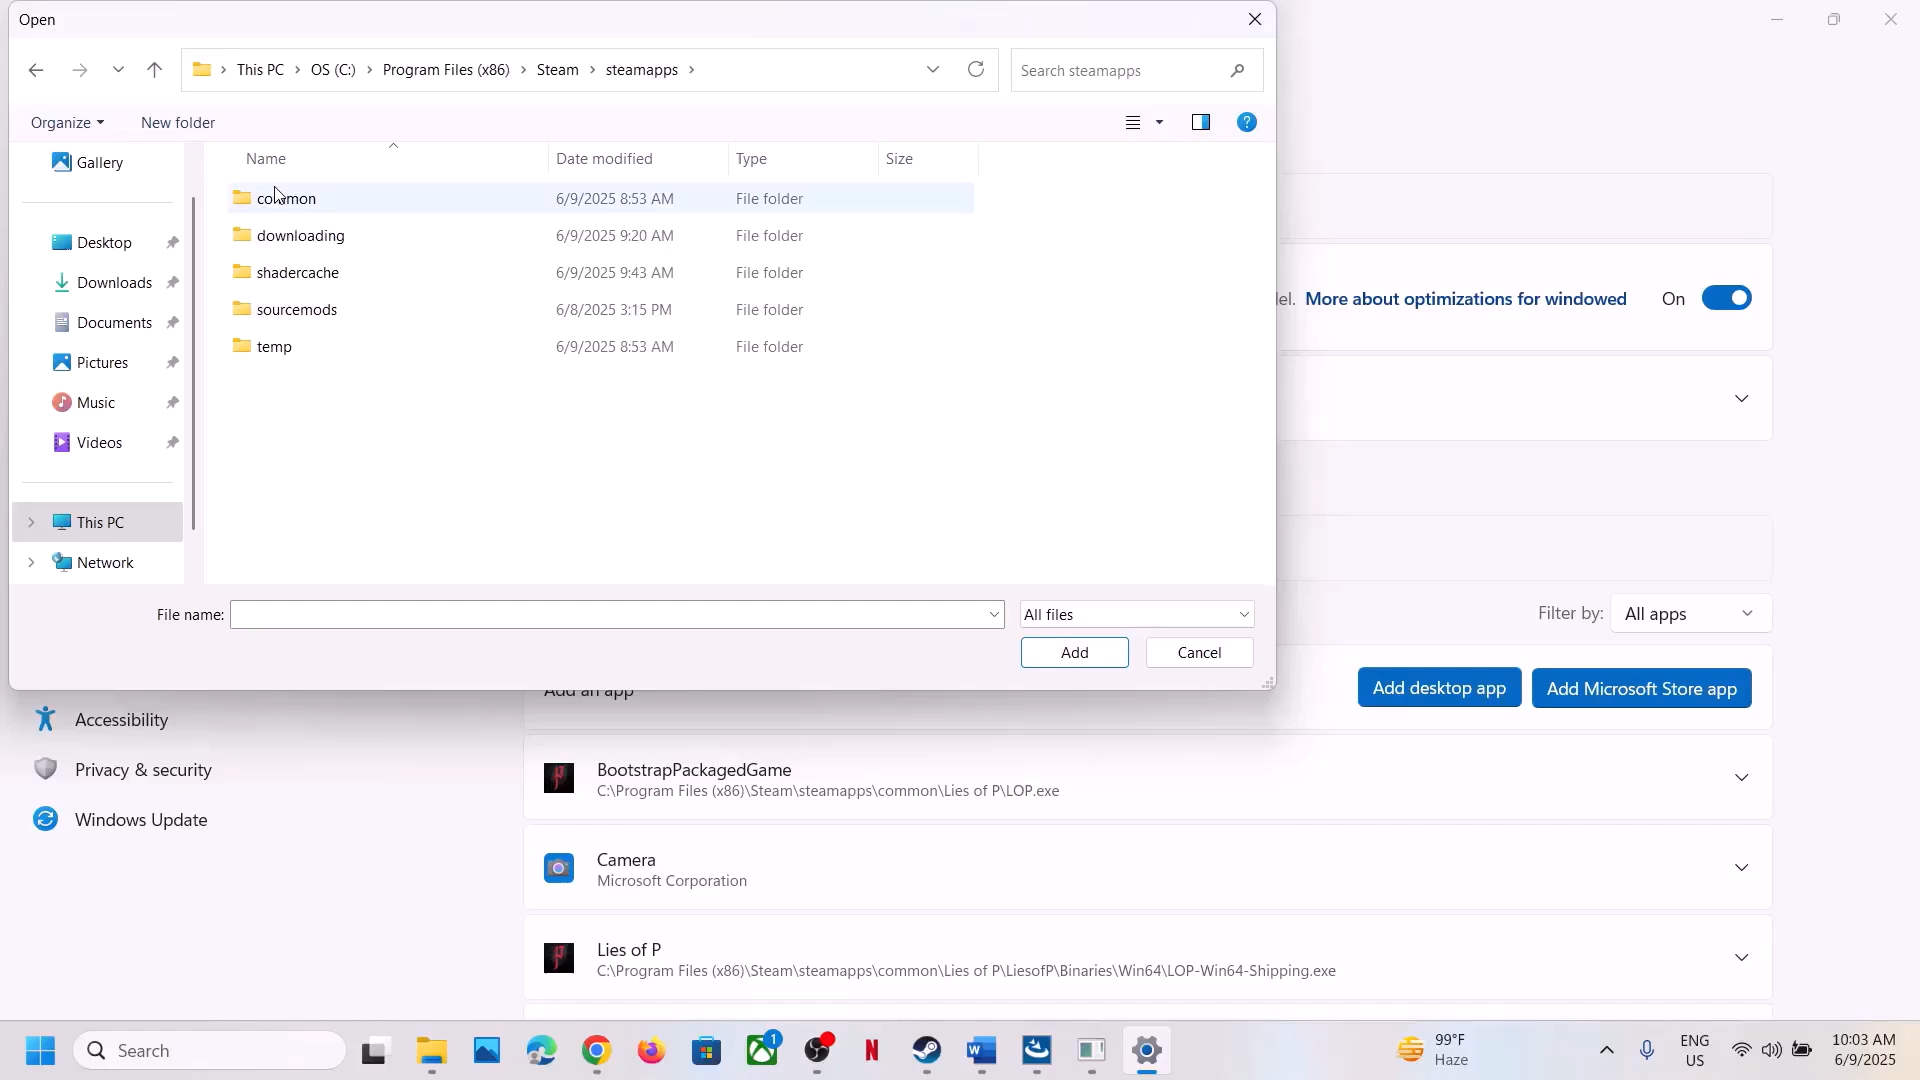 Open
This PC > OS (C:) > Program Files (x86) > Steam > steamapps >
Search steamapps
Organize
New folder
?
Name
Date modified
Type
Size
Gallery
Desktop
Downloads
Documents
Pictures
Music
Videos
This PC
Network
common 6/9/2025 8:53 AM File folder
downloading 6/9/2025 9:20 AM File folder
shadercache 6/9/2025 9:43 AM File folder
sourcemods 6/8/2025 3:15 PM File folder
temp 6/9/2025 8:53 AM File folder
File name:
All files
Add
Cancel
More about optimizations for windowed
On
Filter by:
All apps
Add an app
Add desktop app
Add Microsoft Store app
Accessibility
Privacy & security
Windows Update
BootstrapPackagedGame
C:\Program Files (x86)\Steam\steamapps\common\Lies of P\LOP.exe
Camera
Microsoft Corporation
Lies of P
C:\Program Files (x86)\Steam\steamapps\common\Lies of P\LiesofP\Binaries\Win64\LOP-Win64-Shipping.exe
Search
1
N
W
99°F
Haze
ENG
US
10:03 AM
6/9/2025